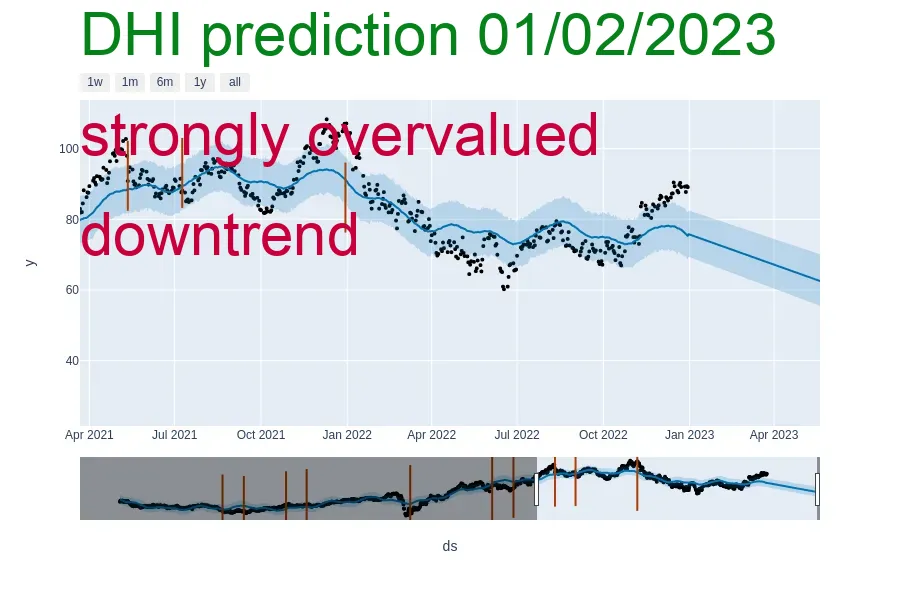 DHI prediction 01/02/2023
1w 1m 6m 1y all
strongly overvalued
100
80
downtrend
y
60
40
Apr 2021 Jul 2021 Oct 2021 Jan 2022 Apr 2022 Jul 2022 Oct 2022 Jan 2023 Apr 2023
ds